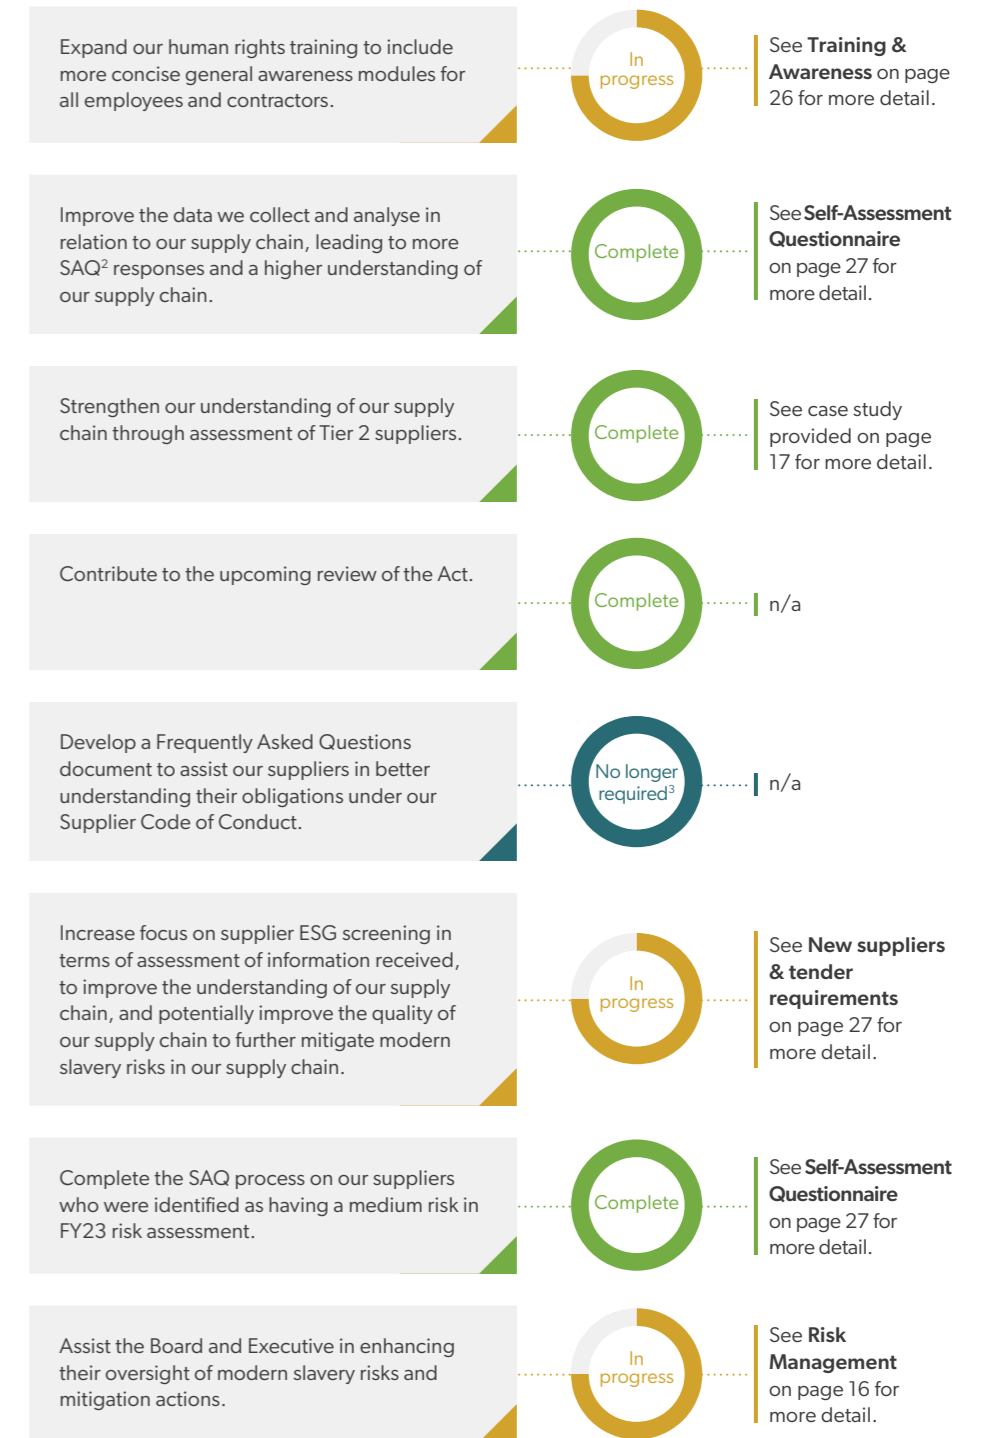 Expand our human rights training to include
more concise general awareness modules for
all employees and contractors.
In
progress
See Training &
Awareness on page
26 for more detail.
Improve the data we collect and analyse in
relation to our supply chain, leading to more
SAQ² responses and a higher understanding of
our supply chain.
Complete
See Self-Assessment
Questionnaire
on page 27 for
more detail.
Strengthen our understanding of our supply
chain through assessment of Tier 2 suppliers.
Complete
See case study
provided on page
17 for more detail.
Contribute to the upcoming review of the Act.
Complete
n/a
Develop a Frequently Asked Questions
document to assist our suppliers in better
understanding their obligations under our
Supplier Code of Conduct.
No longer
required³
n/a
Increase focus on supplier ESG screening in
terms of assessment of information received,
to improve the understanding of our supply
chain, and potentially improve the quality of
our supply chain to further mitigate modern
slavery risks in our supply chain.
In
progress
See New suppliers
& tender
requirements
on page 27 for
more detail.
Complete the SAQ process on our suppliers
who were identified as having a medium risk in
FY23 risk assessment.
Complete
See Self-Assessment
Questionnaire
on page 27 for
more detail.
Assist the Board and Executive in enhancing
their oversight of modern slavery risks and
mitigation actions.
In
progress
See Risk
Management
on page 16 for
more detail.